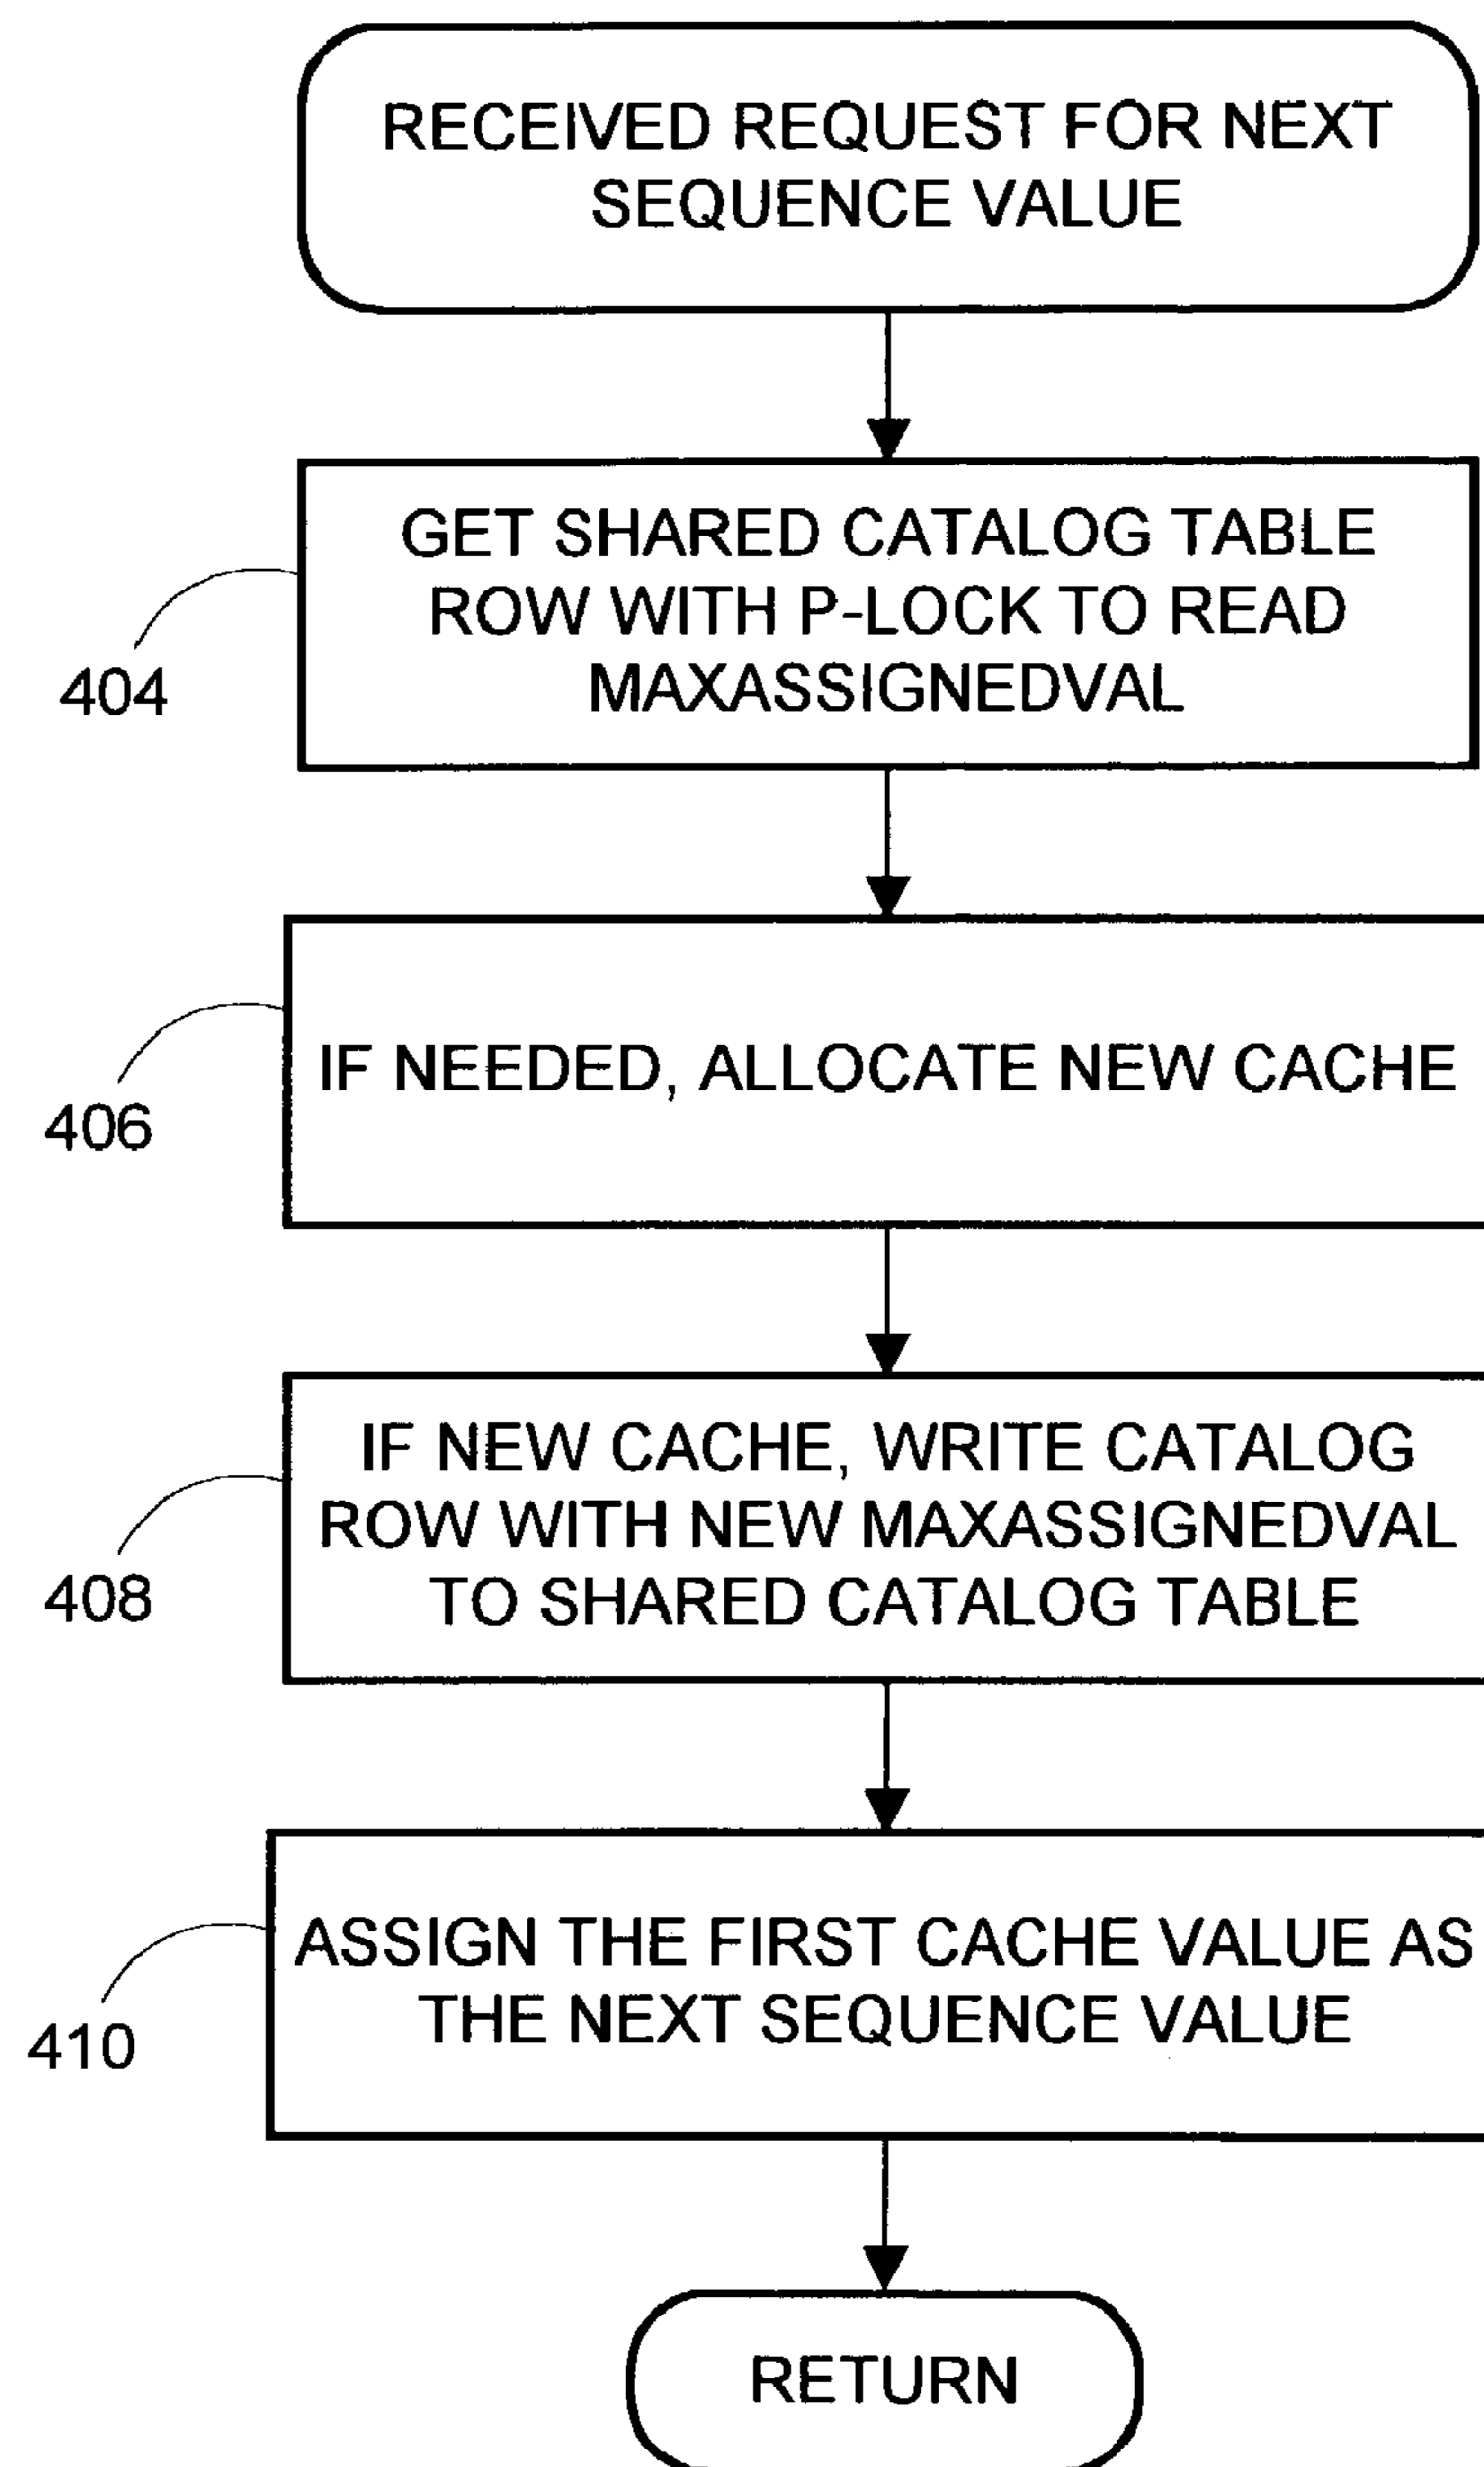 RECEIVED REQUEST FOR NEXT
SEQUENCE VALUE
GET SHARED CATALOG TABLE
ROW WITH P-LOCK TO READ
MAXASSIGNEDVAL
404
IF NEEDED, ALLOCATE NEW CACHE
406
IF NEW CACHE, WRITE CATALOG
ROW WITH NEW MAXASSIGNEDVAL
TO SHARED CATALOG TABLE
408
ASSIGN THE FIRST CACHE VALUE AS
THE NEXT SEQUENCE VALUE
410
RETURN